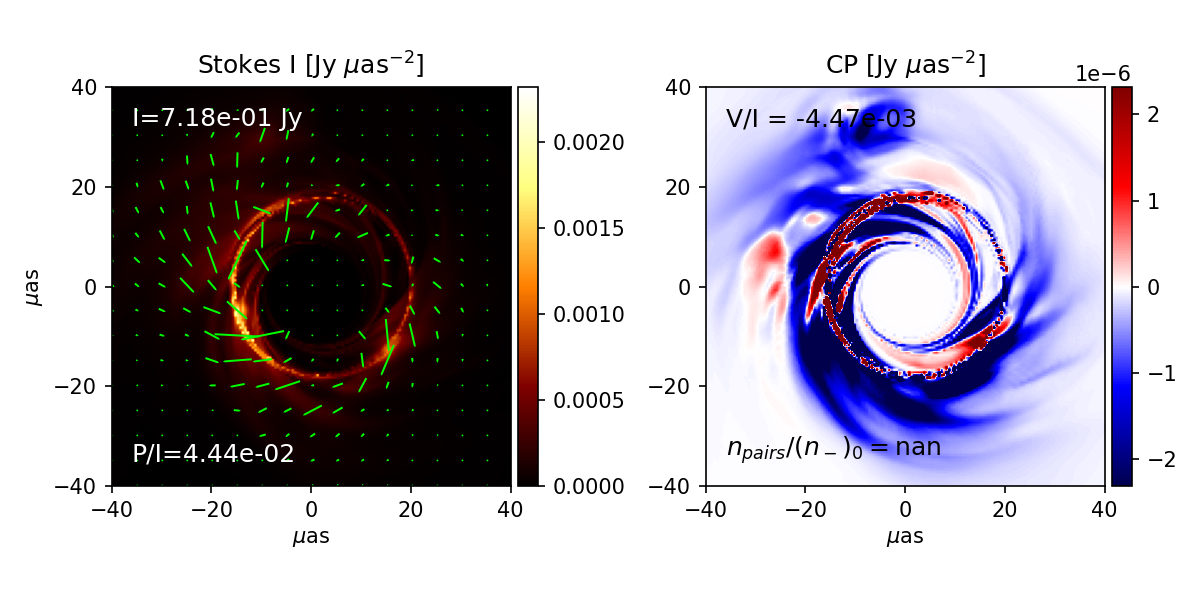 Stokes I [Jy μas⁻²]
I=7.18e-01 Jy
P/I=4.44e-02
40
20
0
−20
−40
μas
−40 −20 0 20 40
μas
0.0020
0.0015
0.0010
0.0005
0.0000
CP [Jy μas⁻²]
1e−6
V/I = -4.47e-03
n_{pairs}/(n_−)_0 = nan
40
20
0
−20
−40
−40 −20 0 20 40
μas
2
1
0
−1
−2